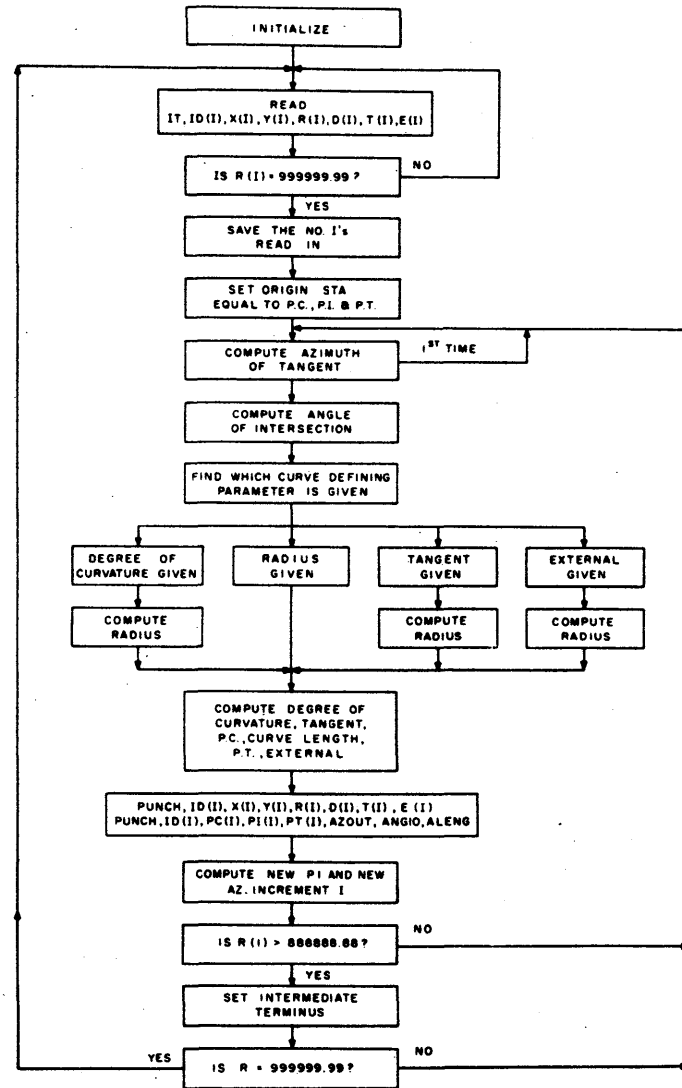 INITIALIZE
READ
IT, ID(I), X(I), Y(I), R(I), D(I), T(I), E(I)
IS R(I) = 999999.99 ?
NO
YES
SAVE THE NO. I's
READ IN
SET ORIGIN STA
EQUAL TO P.C., P.I. & P.T.
COMPUTE AZIMUTH
OF TANGENT
1ST TIME
COMPUTE ANGLE
OF INTERSECTION
FIND WHICH CURVE DEFINING
PARAMETER IS GIVEN
DEGREE OF
CURVATURE GIVEN
RADIUS
GIVEN
TANGENT
GIVEN
EXTERNAL
GIVEN
COMPUTE
RADIUS
COMPUTE
RADIUS
COMPUTE
RADIUS
COMPUTE DEGREE OF
CURVATURE, TANGENT,
P.C., CURVE LENGTH,
P.T., EXTERNAL
PUNCH, ID(I), X(I), Y(I), R(I), D(I), T(I), E(I)
PUNCH, ID(I), PC(I), PI(I), PT(I), AZOUT, ANGIO, ALENG
COMPUTE NEW PI AND NEW
AZ. INCREMENT I
IS R(I) > 888888.88 ?
NO
YES
SET INTERMEDIATE
TERMINUS
YES
IS R = 999999.99 ?
NO